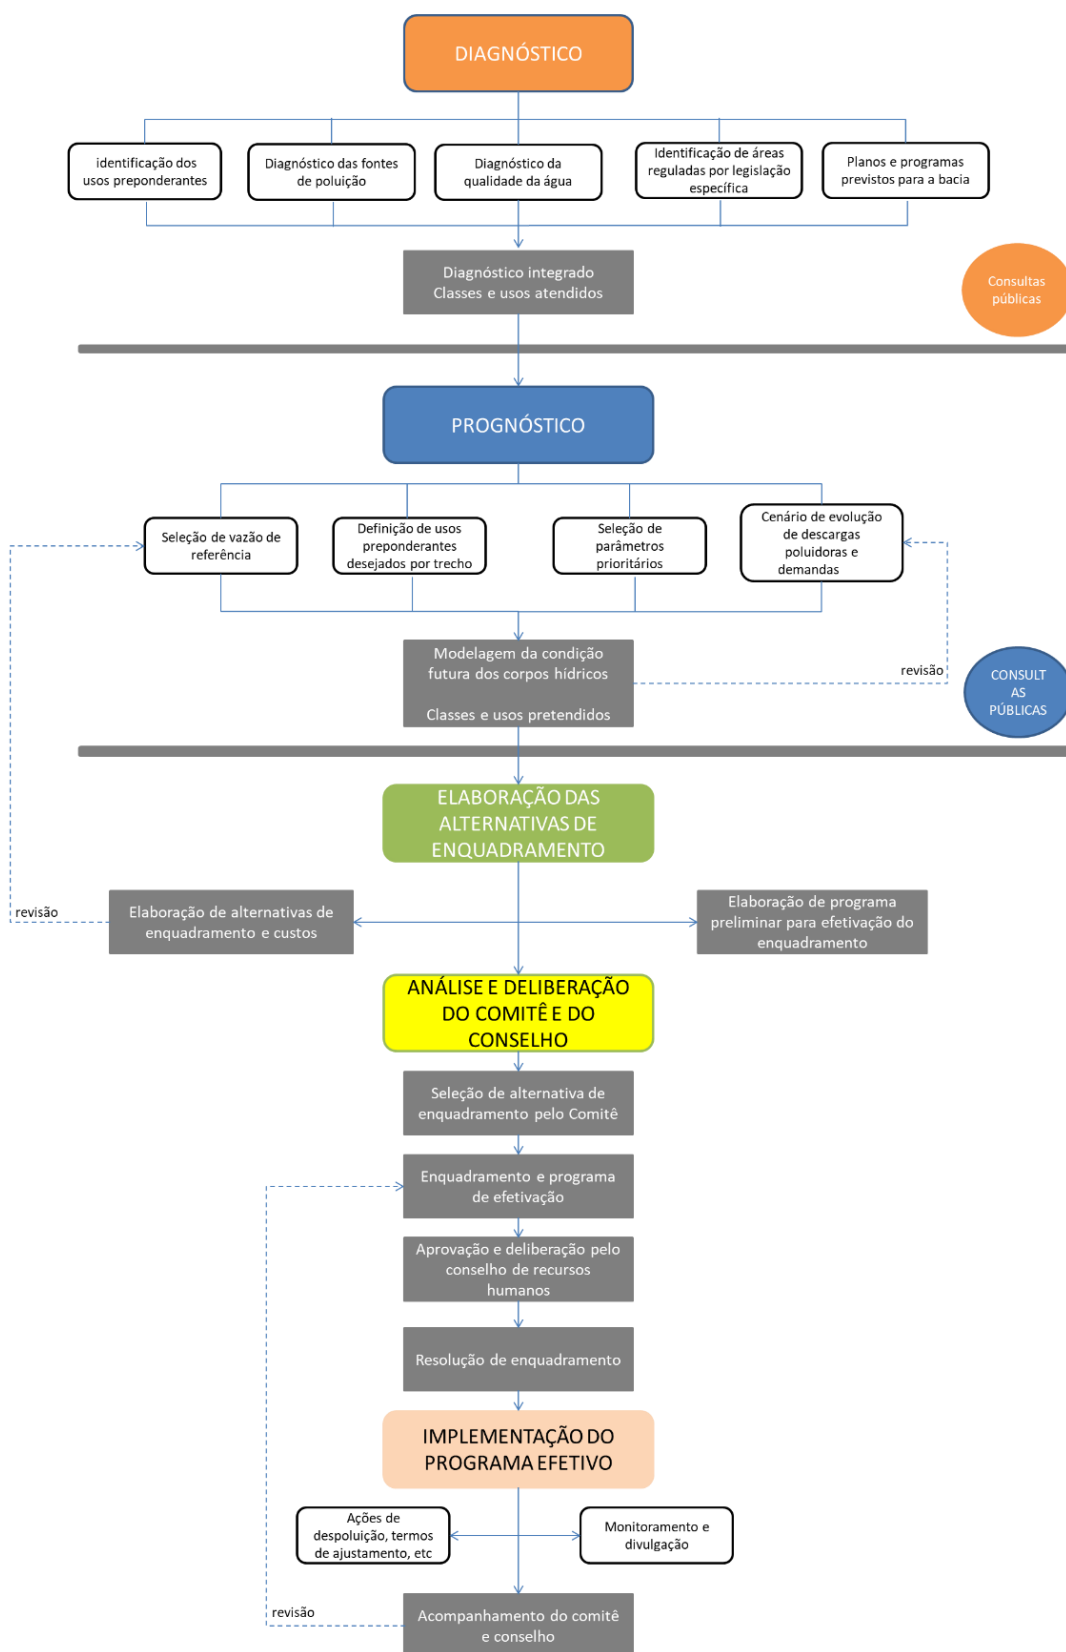 DIAGNÓSTICO
identificação dos
usos preponderantes
Diagnóstico das fontes
de poluição
Diagnóstico da
qualidade da água
Identificação de áreas
reguladas por legislação
específica
Planos e programas
previstos para a bacia
Diagnóstico integrado
Classes e usos atendidos
Consultas
públicas
PROGNÓSTICO
Seleção de vazão de
referência
Definição de usos
preponderantes
desejados por trecho
Seleção de
parâmetros
prioritários
Cenário de evolução
de descargas
poluidoras e
demandas
Modelagem da condição
futura dos corpos hídricos
Classes e usos pretendidos
revisão
CONSULT
AS
PÚBLICAS
ELABORAÇÃO DAS
ALTERNATIVAS DE
ENQUADRAMENTO
revisão
Elaboração de alternativas de
enquadramento e custos
Elaboração de programa
preliminar para efetivação do
enquadramento
ANÁLISE E DELIBERAÇÃO
DO COMITÊ E DO
CONSELHO
Seleção de alternativa de
enquadramento pelo Comitê
Enquadramento e programa
de efetivação
Aprovação e deliberação pelo
conselho de recursos
humanos
Resolução de enquadramento
IMPLEMENTAÇÃO DO
PROGRAMA EFETIVO
Ações de
despoluição, termos
de ajustamento, etc
Monitoramento e
divulgação
revisão
Acompanhamento do comitê
e conselho